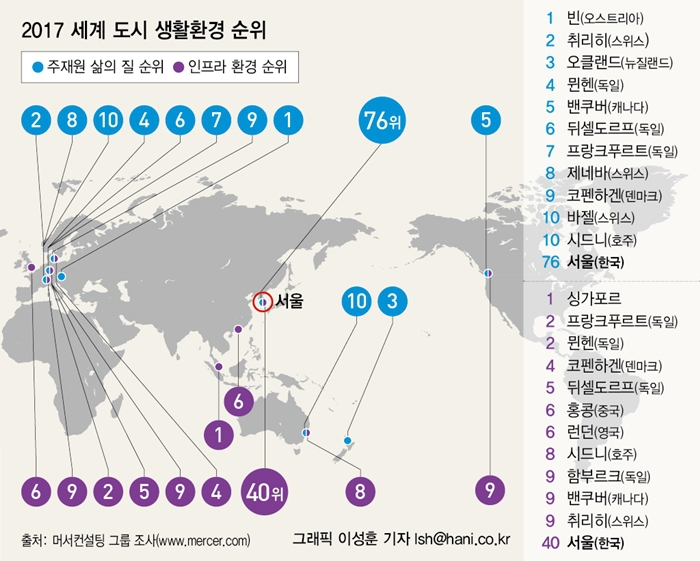 2017 세계 도시 생활환경 순위
주재원 삶의 질 순위 인프라 환경 순위
2 8 10 4 6 7 9 1 76위 5
서울
10 3
6
1
6 9 2 5 9 4 40위 8 9
출처: 머서컨설팅 그룹 조사(www.mercer.com) 그래픽 이성훈 기자 lsh@hani.co.kr
1 빈(오스트리아)
2 취리히(스위스)
3 오클랜드(뉴질랜드)
4 뮌헨(독일)
5 밴쿠버(캐나다)
6 뒤셀도르프(독일)
7 프랑크푸르트(독일)
8 제네바(스위스)
9 코펜하겐(덴마크)
10 바젤(스위스)
10 시드니(호주)
76 서울(한국)
1 싱가포르
2 프랑크푸르트(독일)
2 뮌헨(독일)
4 코펜하겐(덴마크)
5 뒤셀도르프(독일)
6 홍콩(중국)
6 런던(영국)
8 시드니(호주)
9 함부르크(독일)
9 밴쿠버(캐나다)
9 취리히(스위스)
40 서울(한국)